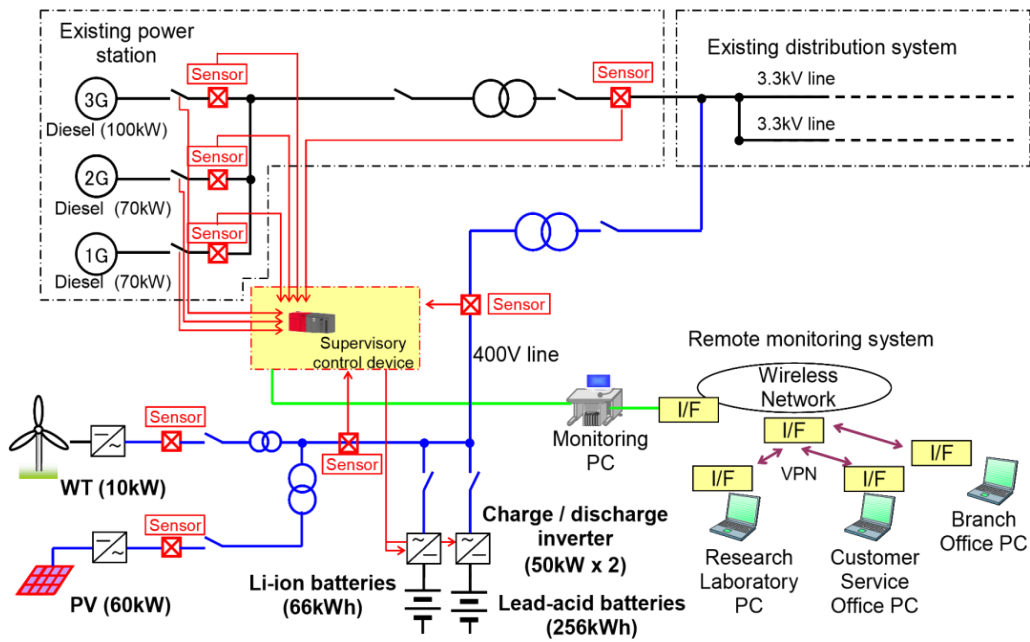 Existing power
station
Sensor
3G
Diesel (100kW)
Sensor
2G
Diesel (70kW)
Sensor
1G
Diesel (70kW)
Sensor
Existing distribution system
3.3kV line
3.3kV line
Supervisory
control device
Sensor
400V line
Remote monitoring system
Wireless
Network
I/F
I/F
I/F
I/F
I/F
VPN
Monitoring
PC
Research
Laboratory
PC
Customer
Service
Office PC
Branch
Office PC
Sensor
WT (10kW)
Sensor
Sensor
PV (60kW)
Charge / discharge
inverter
(50kW x 2)
Li-ion batteries
(66kWh)
Lead-acid batteries
(256kWh)